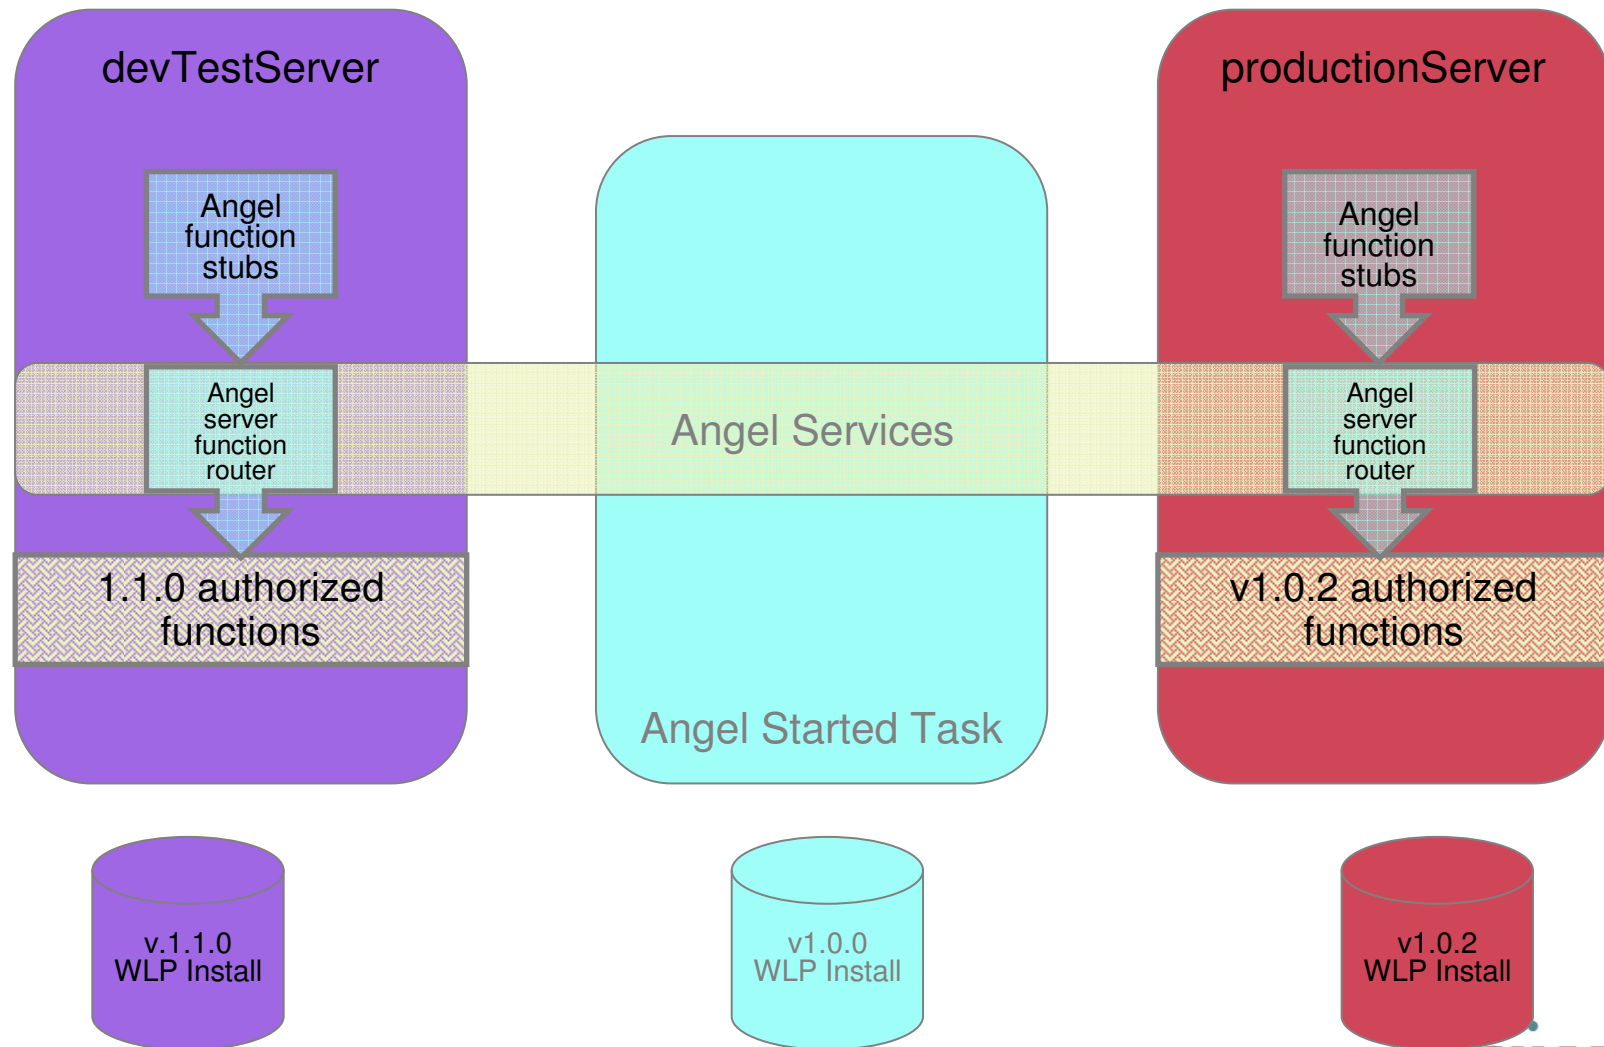 devTestServer
productionServer
Angel
function
stubs
Angel
function
stubs
Angel
server
function
router
Angel Services
Angel
server
function
router
1.1.0 authorized
functions
v1.0.2 authorized
functions
Angel Started Task
v.1.1.0
WLP Install
v1.0.0
WLP Install
v1.0.2
WLP Install